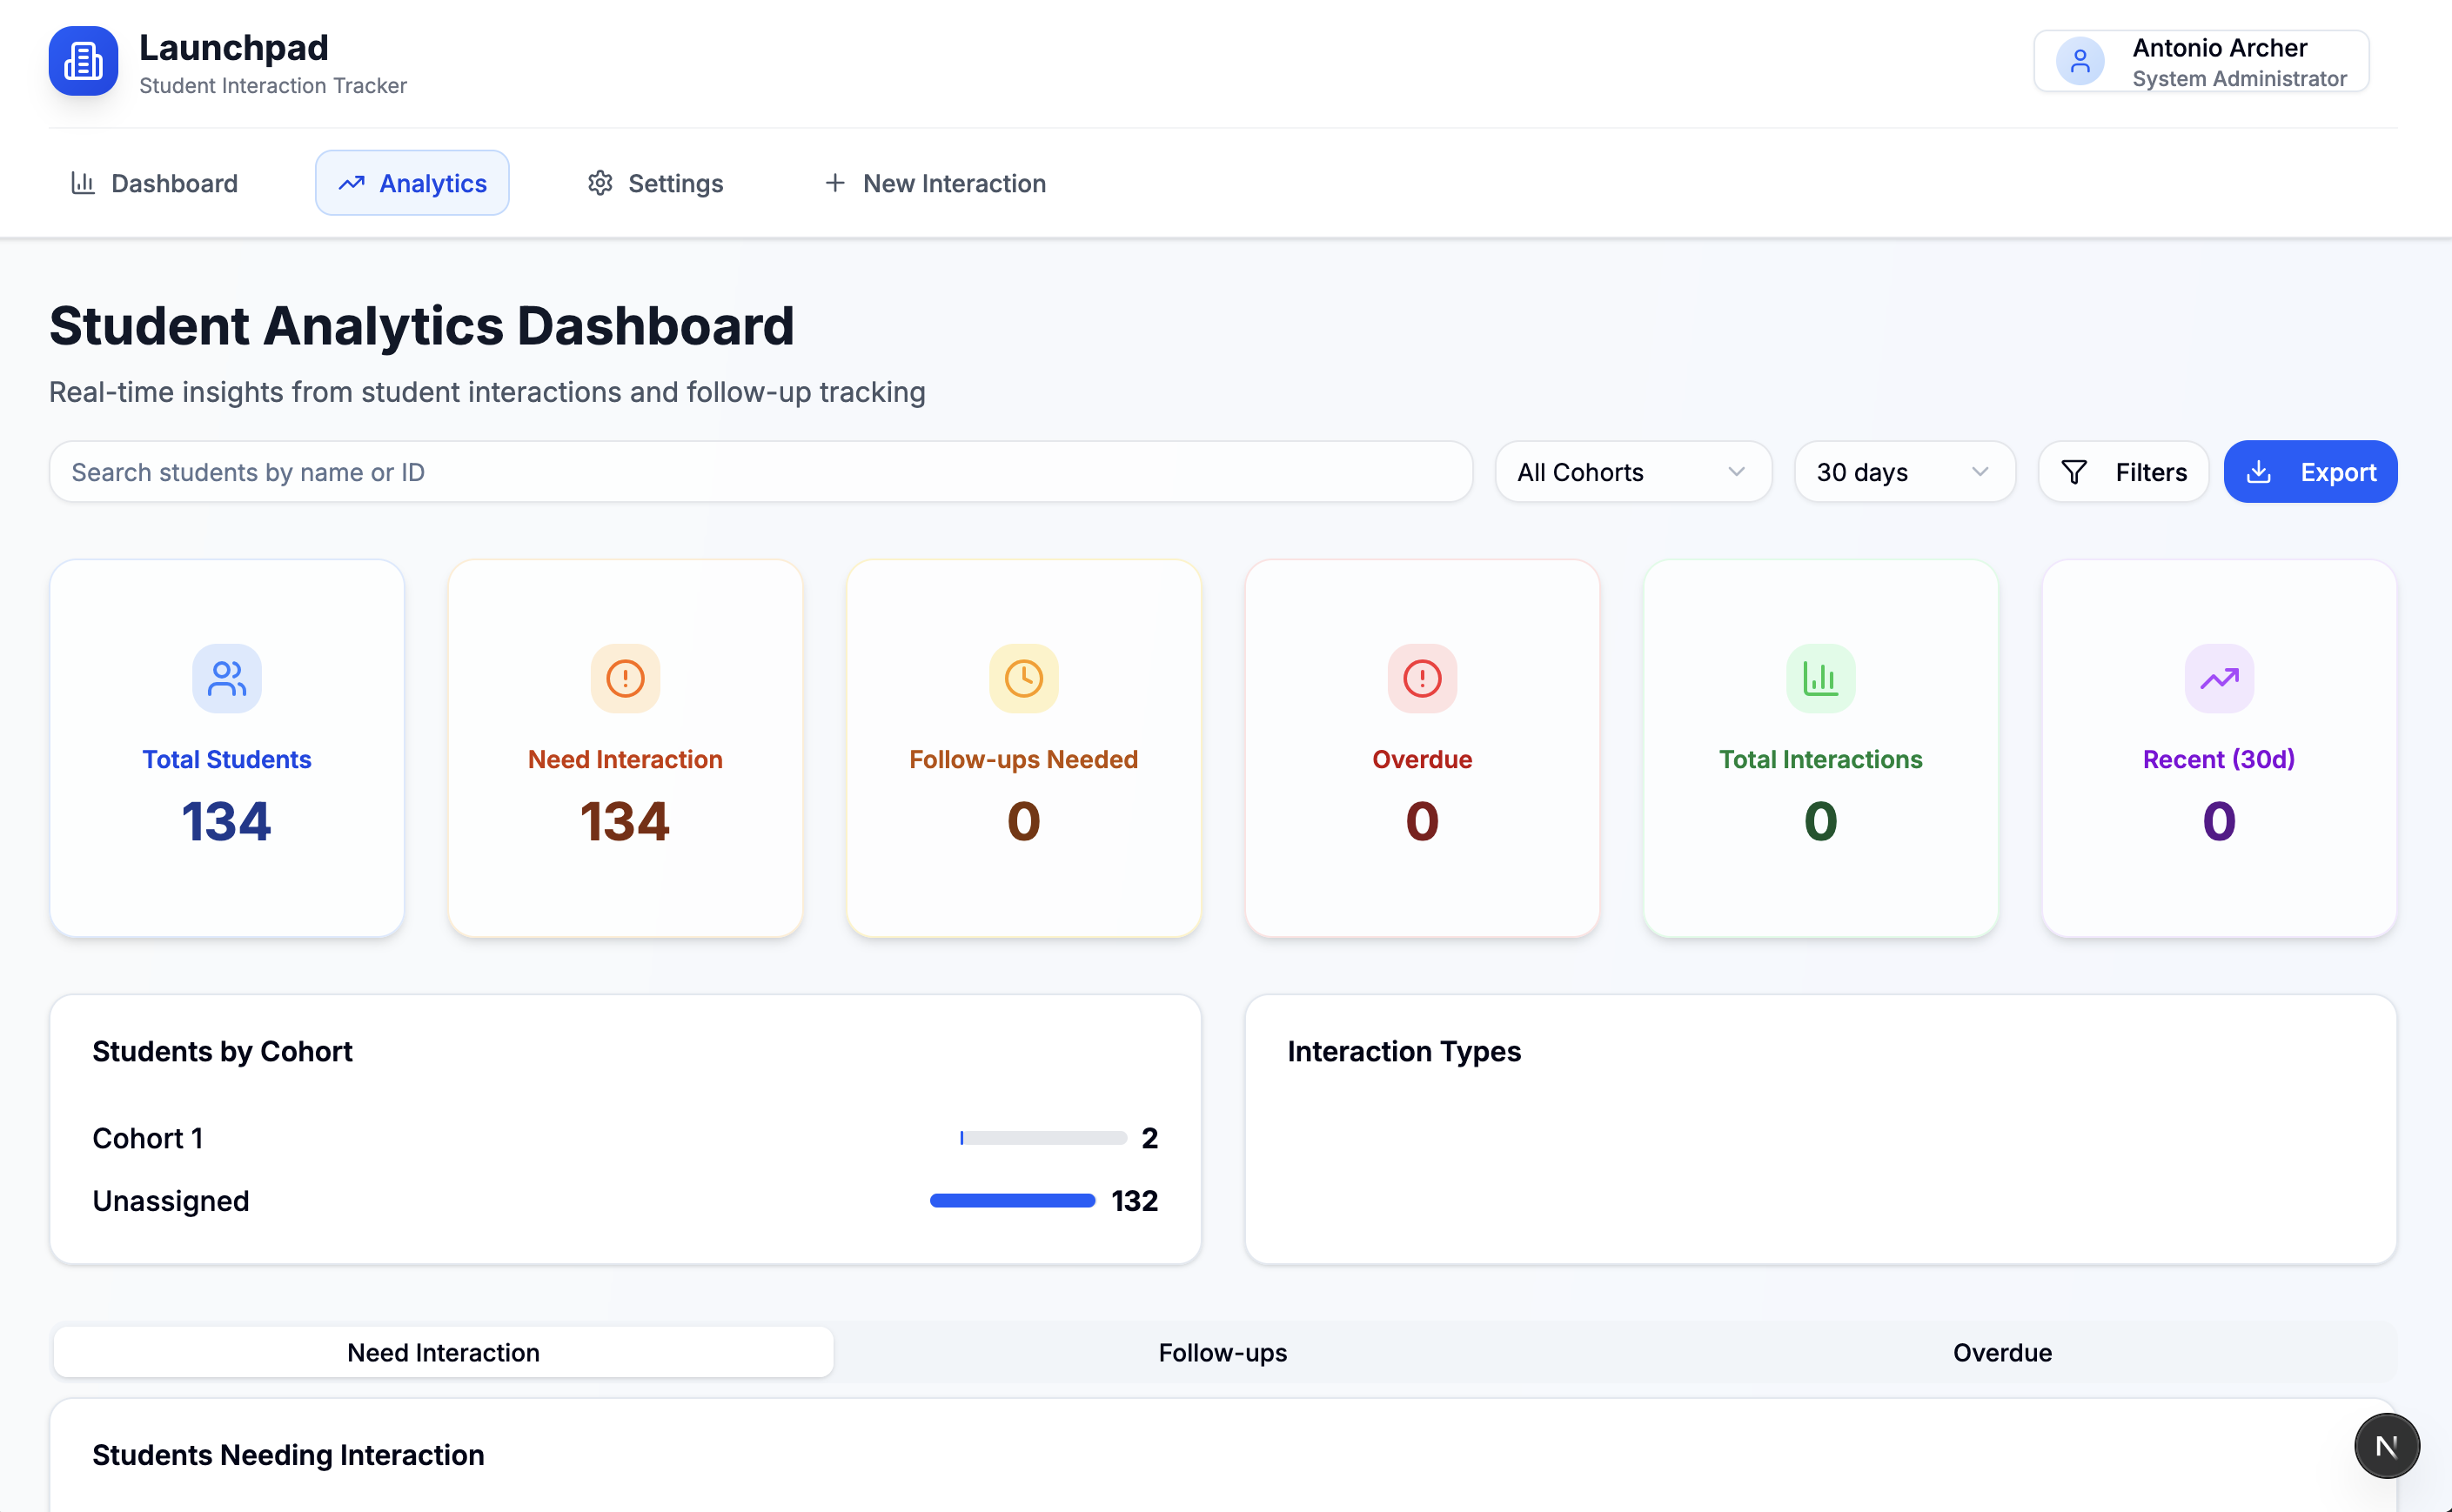 Launchpad
Student Interaction Tracker
Antonio Archer
System Administrator
Dashboard
Analytics
Settings
New Interaction
Student Analytics Dashboard
Real-time insights from student interactions and follow-up tracking
Search students by name or ID
All Cohorts
30 days
Filters
Export
Total Students
134
Need Interaction
134
Follow-ups Needed
0
Overdue
0
Total Interactions
0
Recent (30d)
0
Students by Cohort
Cohort 1
2
Unassigned
132
Interaction Types
Need Interaction
Follow-ups
Overdue
Students Needing Interaction
N